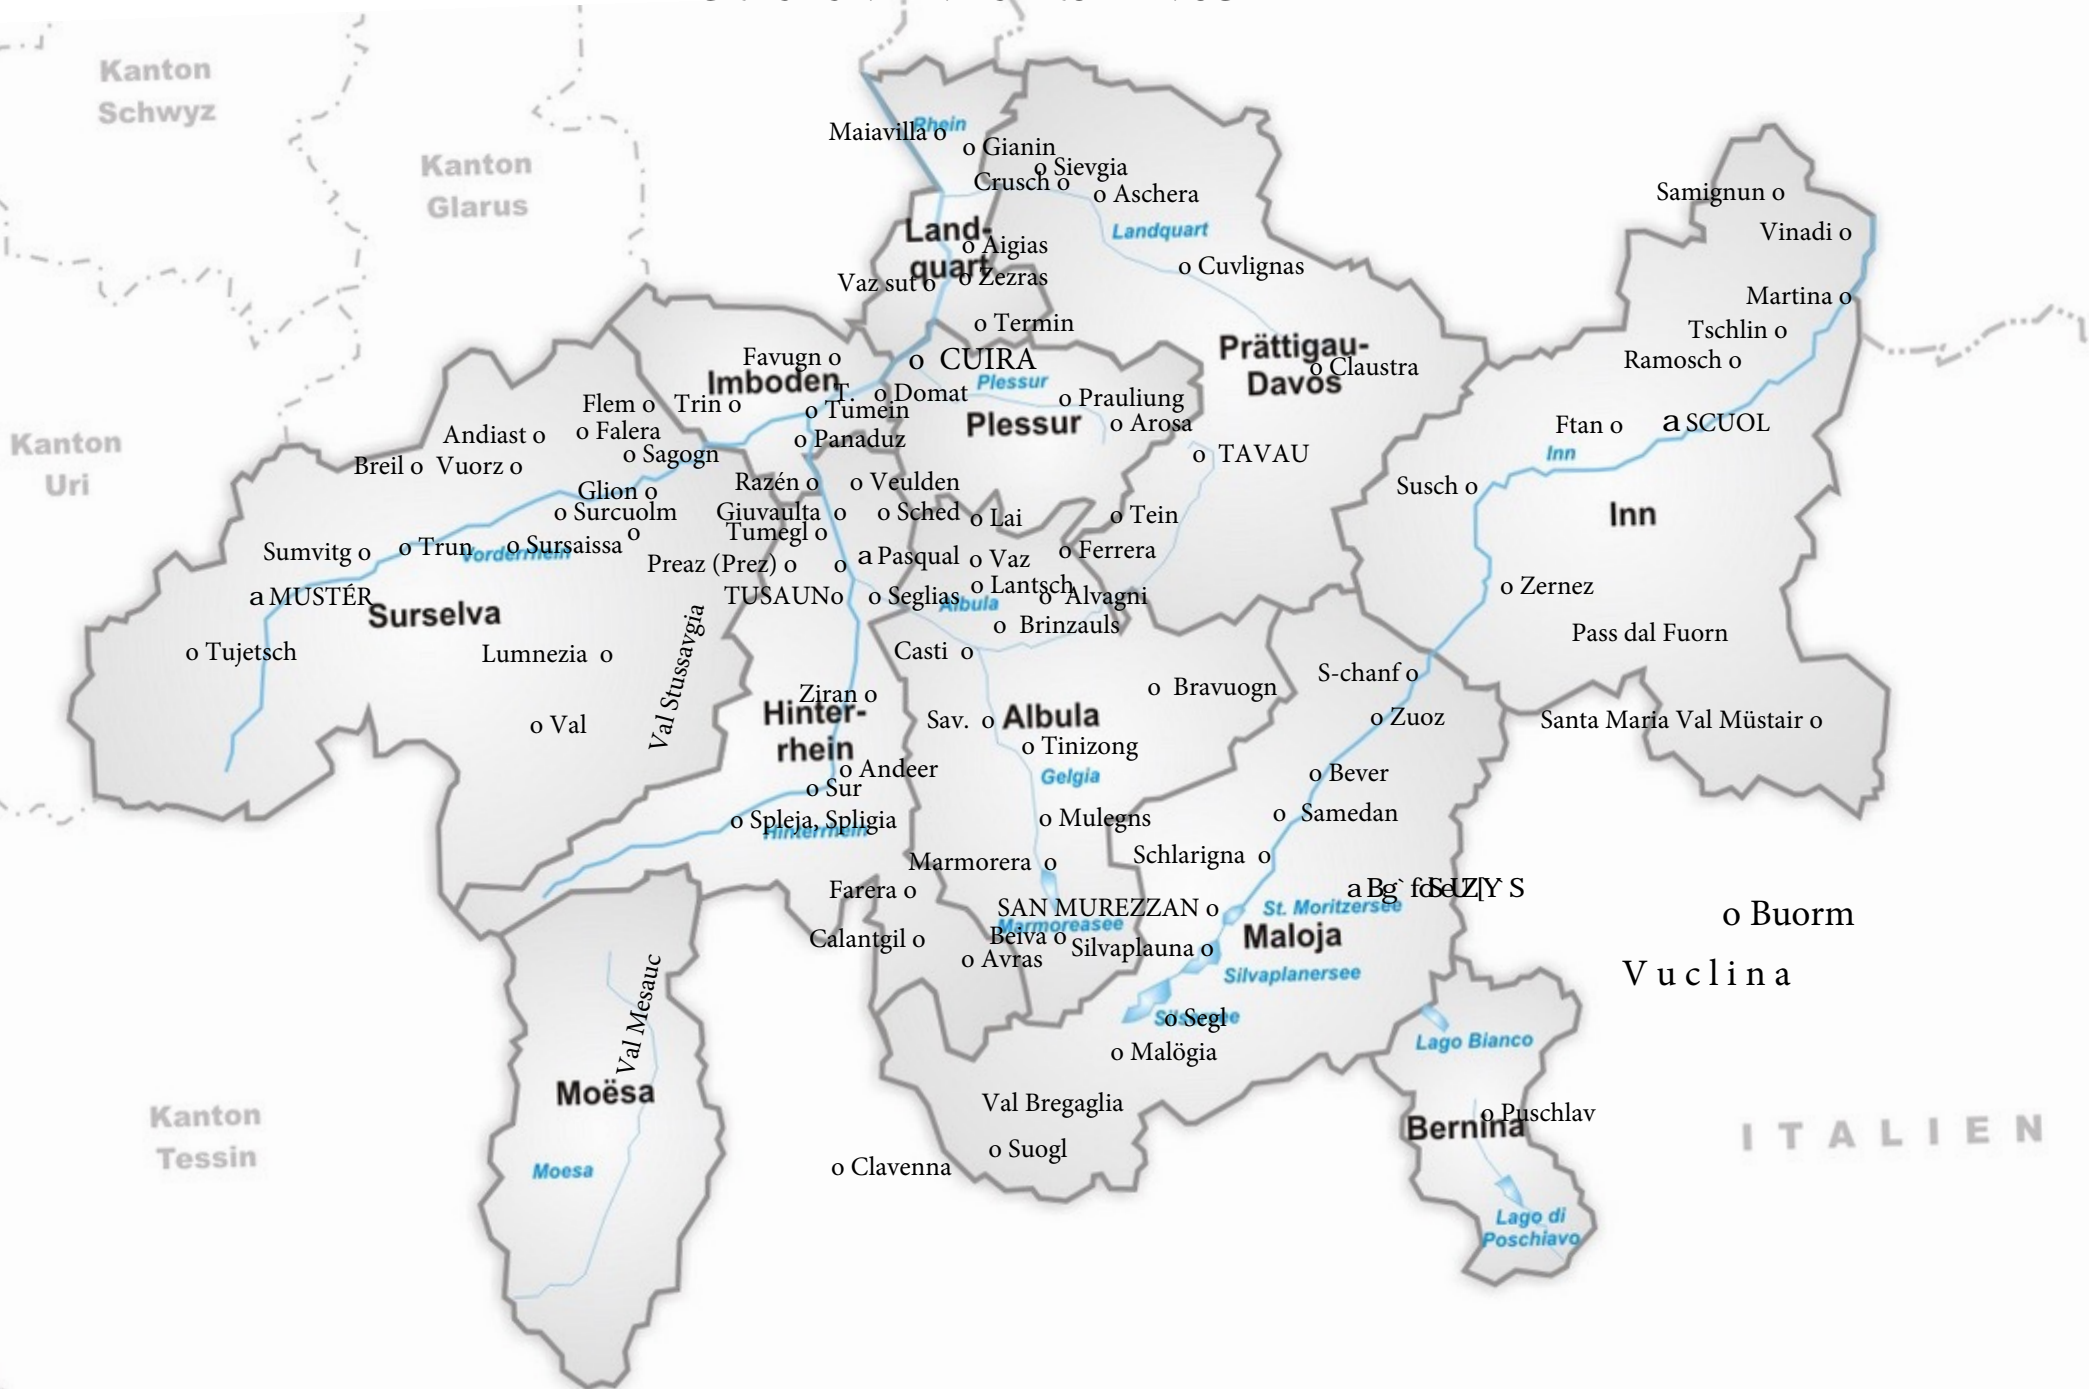 Kanton
Schwyz
Kanton
Glarus
Kanton
Uri
Kanton
Tessin
ITALIEN
Rhein
Maiavilla o
o Gianin
o Sievgia
Crusch o
o Aschera
Landquart
Land-
quart
o Aigias
o Cuvlignas
Vaz sut o
o Zezras
o Termin
Samignun o
Vinadi o
Martina o
Tschlin o
Ramosch o
Favugn o
o CUIRA
Prättigau-
Davos
o Claustra
Imboden
T.
o Domat
Plessur
o Prauliung
Flem o
Trin o
o Tumein
Plessur
o Arosa
Ftan o
a SCUOL
Andiast o
o Falera
o Panaduz
o TAVAU
Inn
Breil o
Vuorz o
o Sagogn
Razén o
o Veulden
Susch o
Glion o
o Surcuolm
Giuvaulta o
o Sched
o Lai
o Tein
Inn
Tumegl o
Sumvitg o
o Trun
Vorderrhein
o Sursaissa
o
Preaz (Prez) o
o
a Pasqual
o Vaz
o Ferrera
a MUSTÉR
Surselva
TUSAUNo
o Seglias
Albula
o Lantsch
o Alvagni
o Zernez
o Brinzauls
Pass dal Fuorn
o Tujetsch
Lumnezia o
Val Stussavgia
Casti o
S-chanf o
Ziran o
o Bravuogn
o Val
Hinter-
rhein
Sav. o
Albula
o Zuoz
Santa Maria Val Müstair o
o Tinizong
o Andeer
Gelgia
o Bever
o Sur
o Spleja, Spligia
Hinterrhein
o Mulegns
o Samedan
Marmorera o
Schlarigna o
Farera o
SAN MUREZZAN o
St. Moritzersee
Marmoreasee
o Buorm
Calantgil o
Beiva o
Silvaplauna o
Maloja
o Avras
Silvaplanersee
Vuclina
Val Mesauc
Silsersee
o Segl
Lago Bianco
o Malögia
Moësa
Val Bregaglia
o Puschlav
Bernina
o Suogl
Moesa
o Clavenna
Lago di
Poschiavo